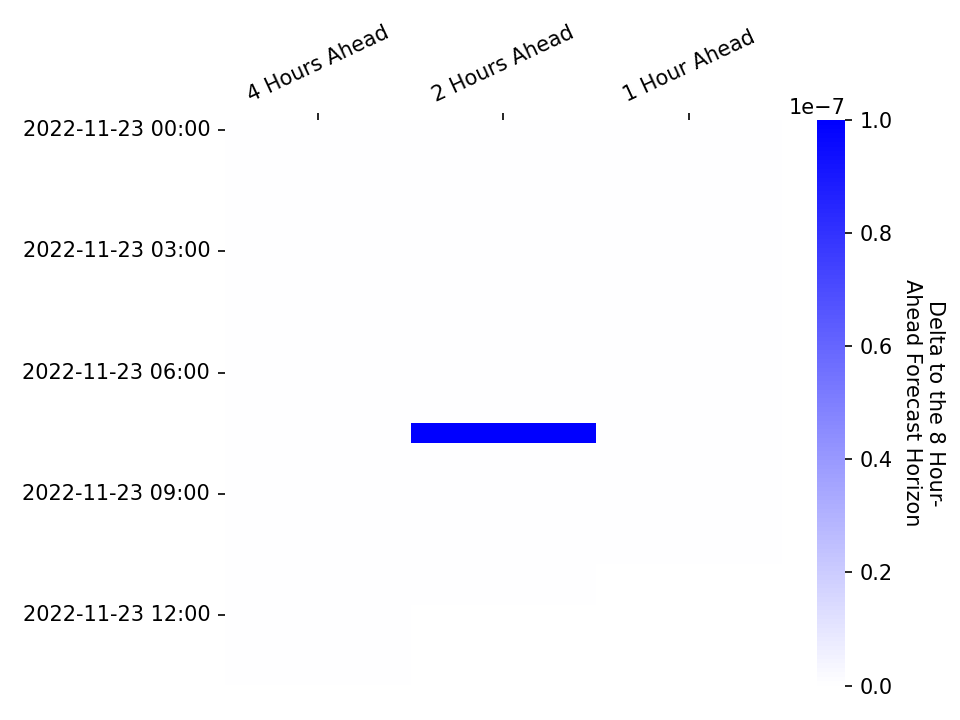 4 Hours Ahead
2 Hours Ahead
1 Hour Ahead
2022-11-23 00:00
2022-11-23 03:00
2022-11-23 06:00
2022-11-23 09:00
2022-11-23 12:00
1e−7
1.0
0.8
0.6
0.4
0.2
0.0
Delta to the 8 Hour-
Ahead Forecast Horizon